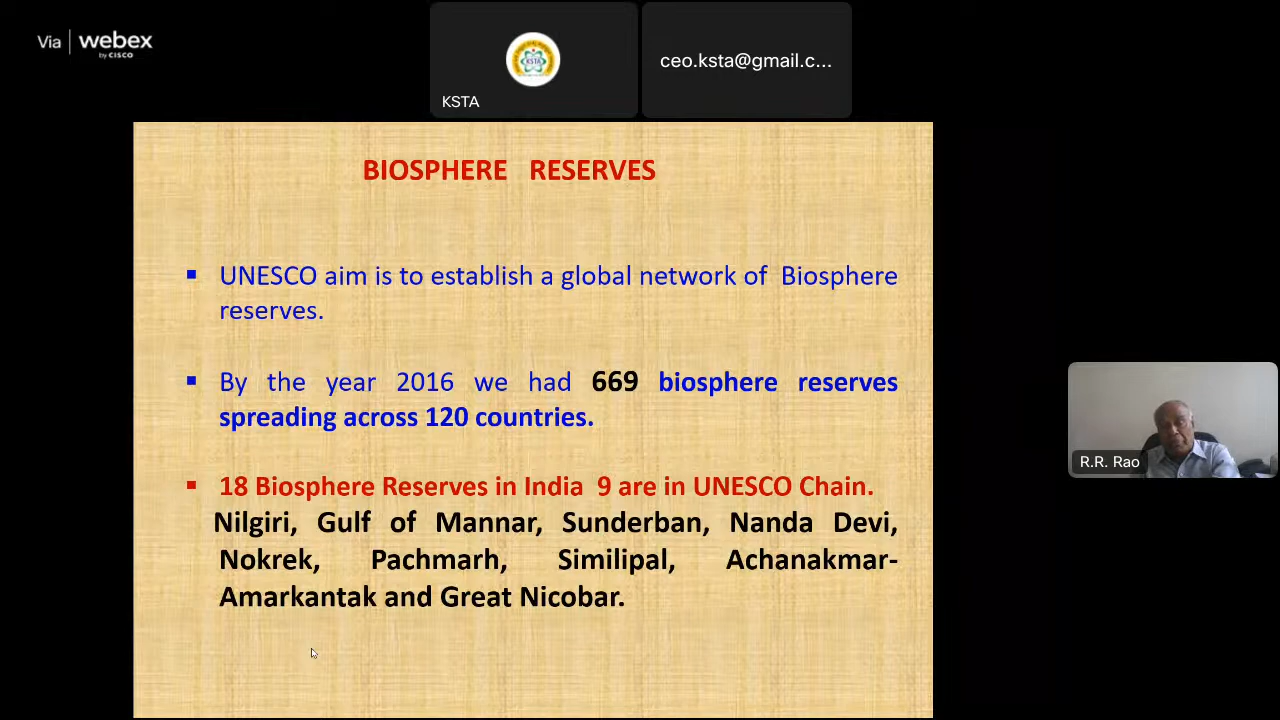 Via webex
by CISCO
KSTA
KSTA
ceo.ksta@gmail.c...
BIOSPHERE RESERVES
▪ UNESCO aim is to establish a global network of Biosphere
reserves.
▪ By the year 2016 we had 669 biosphere reserves
spreading across 120 countries.
▪ 18 Biosphere Reserves in India 9 are in UNESCO Chain.
Nilgiri, Gulf of Mannar, Sunderban, Nanda Devi,
Nokrek, Pachmarh, Similipal, Achanakmar-
Amarkantak and Great Nicobar.
R.R. Rao